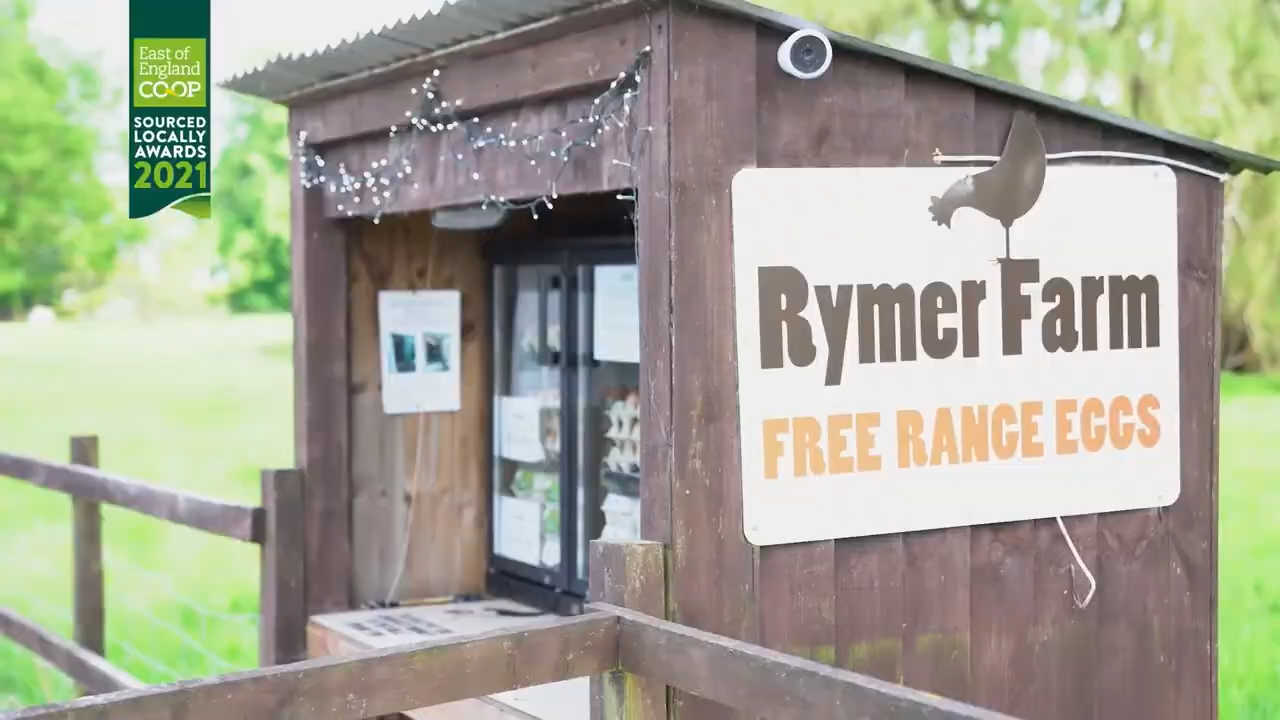 East of
England
COOP
SOURCED
LOCALLY
AWARDS
2021
Rymer Farm
FREE RANGE EGGS